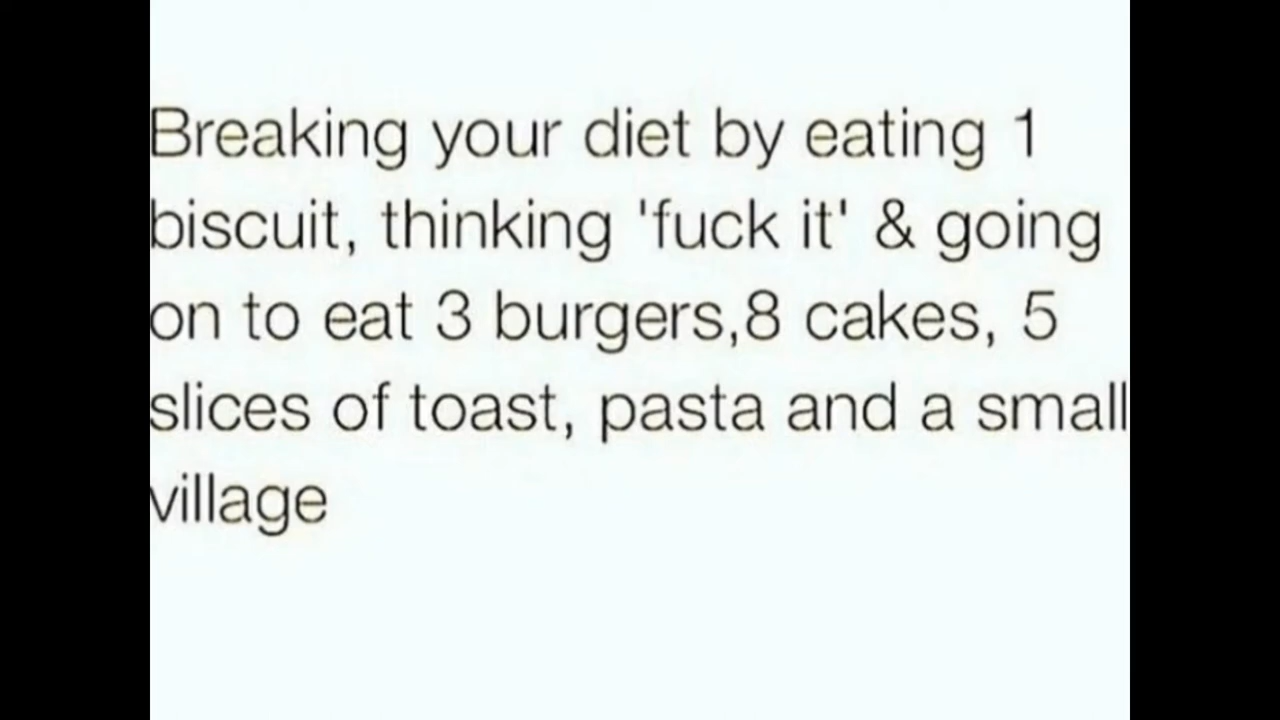 Breaking your diet by eating 1
biscuit, thinking 'fuck it' & going
on to eat 3 burgers,8 cakes, 5
slices of toast, pasta and a small
village